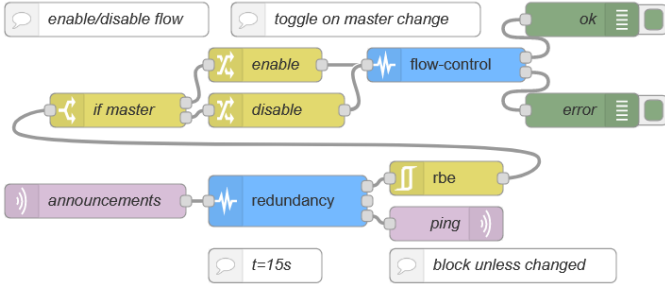 enable/disable flow
toggle on master change
ok
enable
flow-control
if master
disable
error
rbe
announcements
redundancy
ping
t=15s
block unless changed